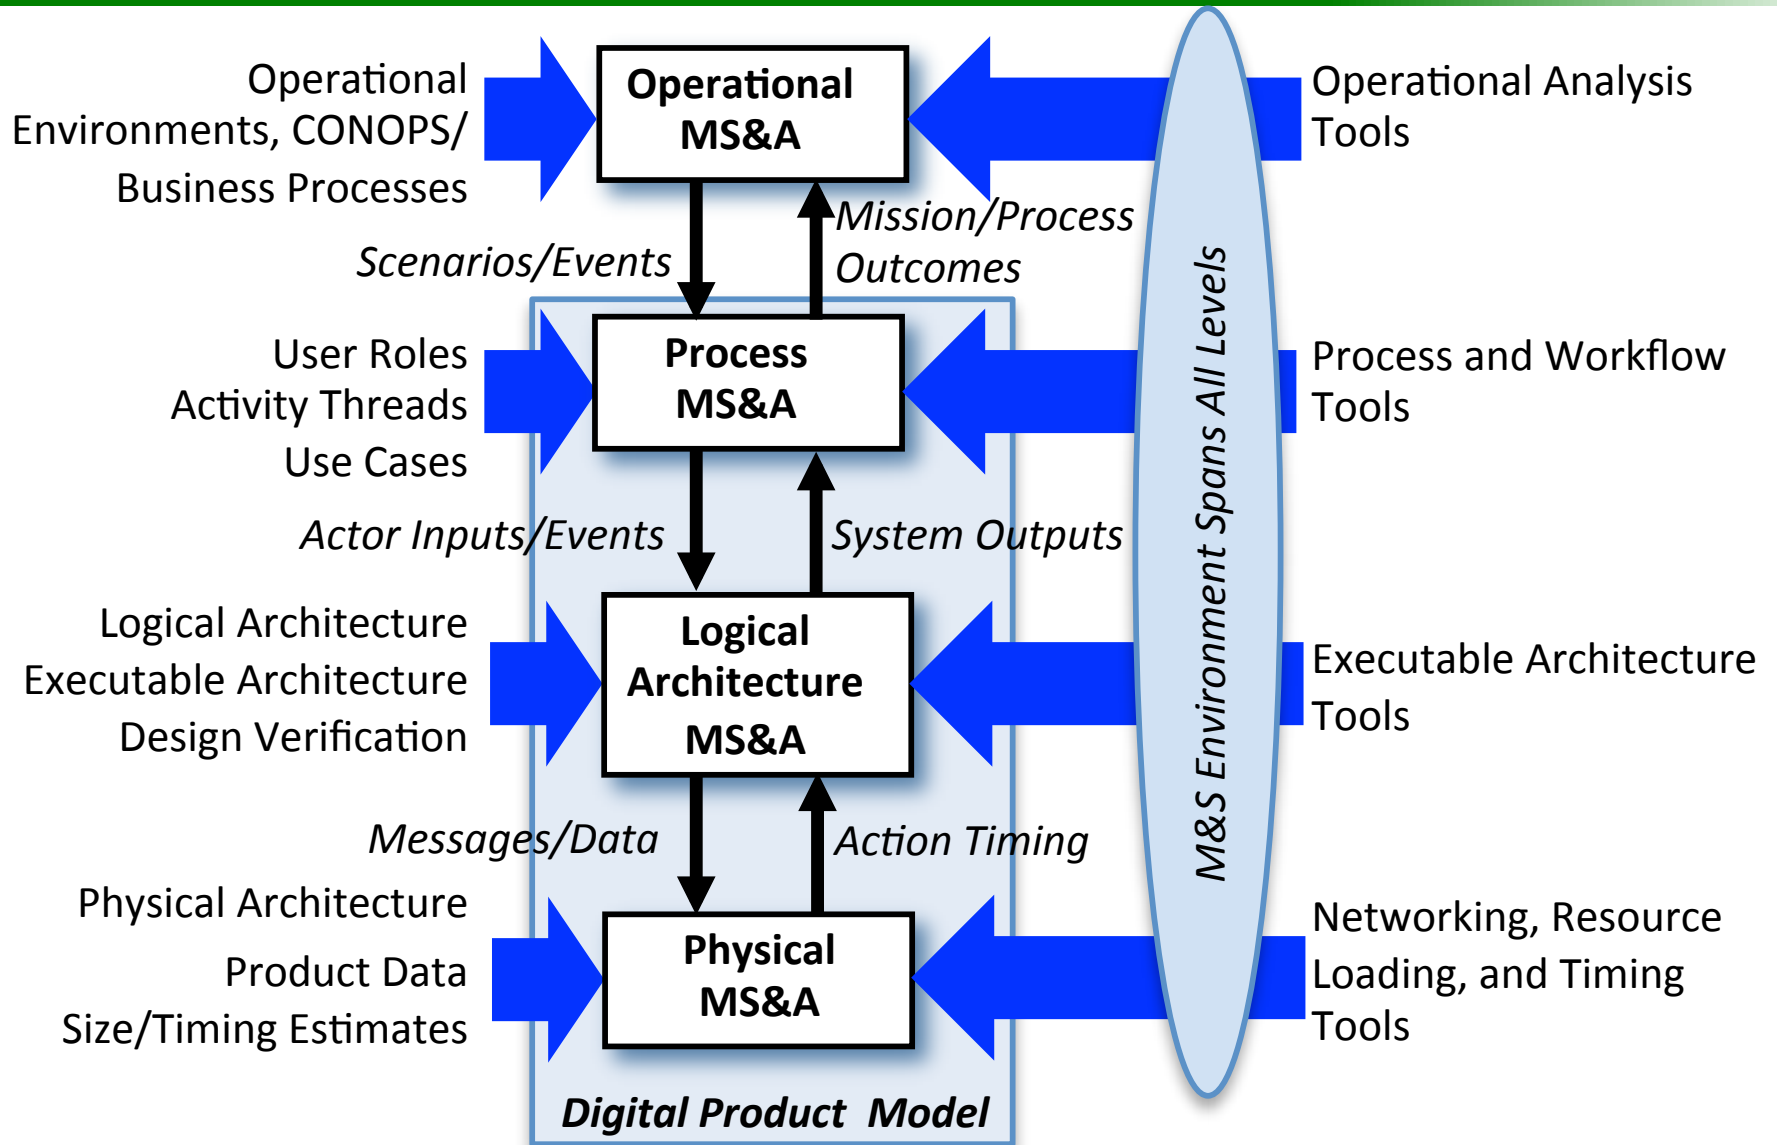 Operational
Environments, CONOPS/
Business Processes
Operational
MS&A
Operational Analysis
Tools
Scenarios/Events
Mission/Process
Outcomes
User Roles
Activity Threads
Use Cases
Process
MS&A
Process and Workflow
Tools
Actor Inputs/Events
System Outputs
Logical Architecture
Executable Architecture
Design Verification
Logical
Architecture
MS&A
Executable Architecture
Tools
Messages/Data
Action Timing
Physical Architecture
Product Data
Size/Timing Estimates
Physical
MS&A
Networking, Resource
Loading, and Timing
Tools
Digital Product Model
M&S Environment Spans All Levels